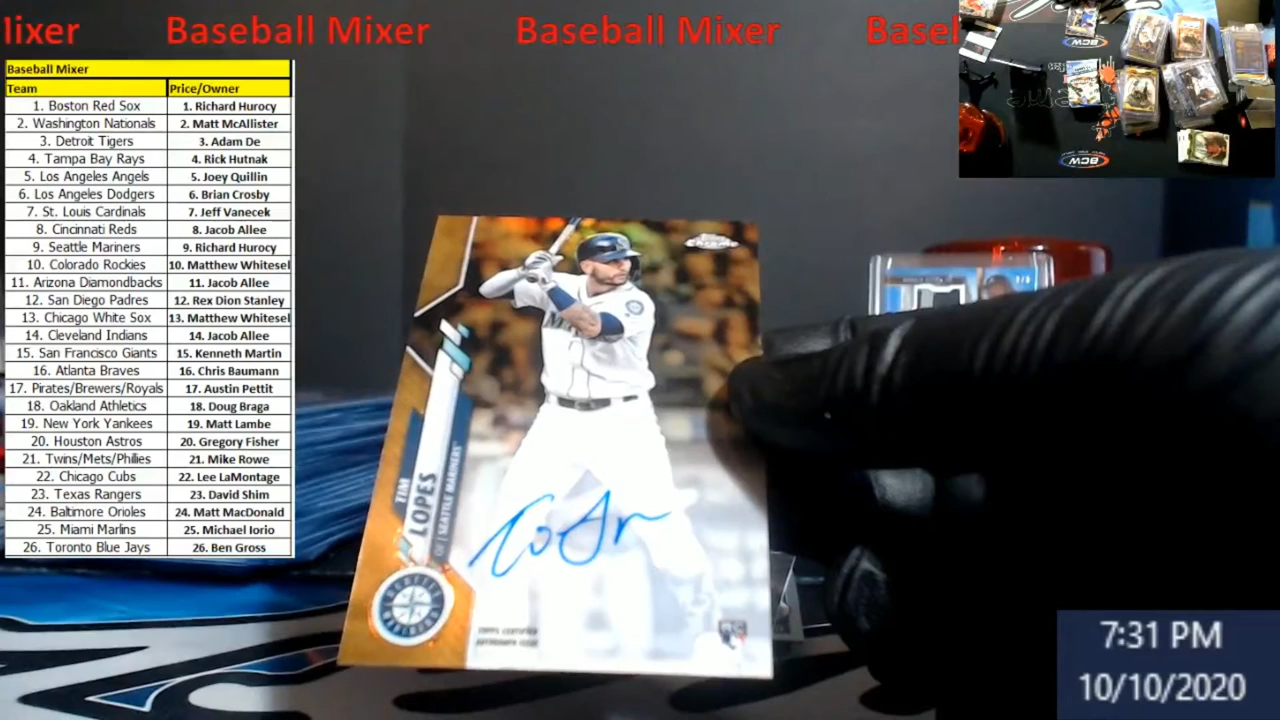 lixer Baseball Mixer Baseball Mixer Basel
Baseball Mixer
Team Price/Owner
1. Boston Red Sox 1. Richard Hurocy
2. Washington Nationals 2. Matt McAllister
3. Detroit Tigers 3. Adam De
4. Tampa Bay Rays 4. Rick Hutnak
5. Los Angeles Angels 5. Joey Quillin
6. Los Angeles Dodgers 6. Brian Crosby
7. St. Louis Cardinals 7. Jeff Vanecek
8. Cincinnati Reds 8. Jacob Allee
9. Seattle Mariners 9. Richard Hurocy
10. Colorado Rockies 10. Matthew Whitesel
11. Arizona Diamondbacks 11. Jacob Allee
12. San Diego Padres 12. Rex Dion Stanley
13. Chicago White Sox 13. Matthew Whitesel
14. Cleveland Indians 14. Jacob Allee
15. San Francisco Giants 15. Kenneth Martin
16. Atlanta Braves 16. Chris Baumann
17. Pirates/Brewers/Royals 17. Austin Pettit
18. Oakland Athletics 18. Doug Braga
19. New York Yankees 19. Matt Lambe
20. Houston Astros 20. Gregory Fisher
21. Twins/Mets/Phillies 21. Mike Rowe
22. Chicago Cubs 22. Lee LaMontage
23. Texas Rangers 23. David Shim
24. Baltimore Orioles 24. Matt MacDonald
25. Miami Marlins 25. Michael Iorio
26. Toronto Blue Jays 26. Ben Gross
Chrome
TIM
LOPES
OF | SEATTLE MARINERS
TOPPS CERTIFIED
AUTOGRAPH ISSUE
RC
BCW
BCW
7:31 PM
10/10/2020